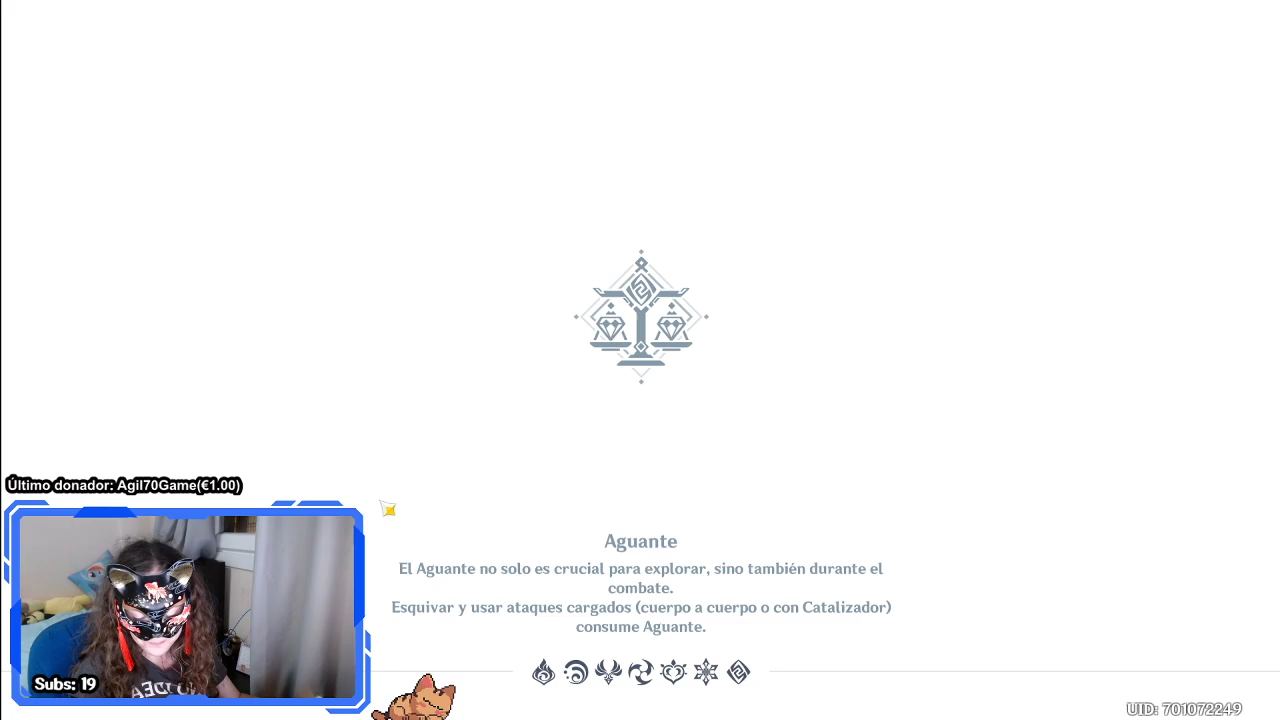 Último donador: Agil70Game(€1.00)
Aguante
El Aguante no solo es crucial para explorar, sino también durante el
combate.
Esquivar y usar ataques cargados (cuerpo a cuerpo o con Catalizador)
consume Aguante.
Subs: 19
UID: 701072249